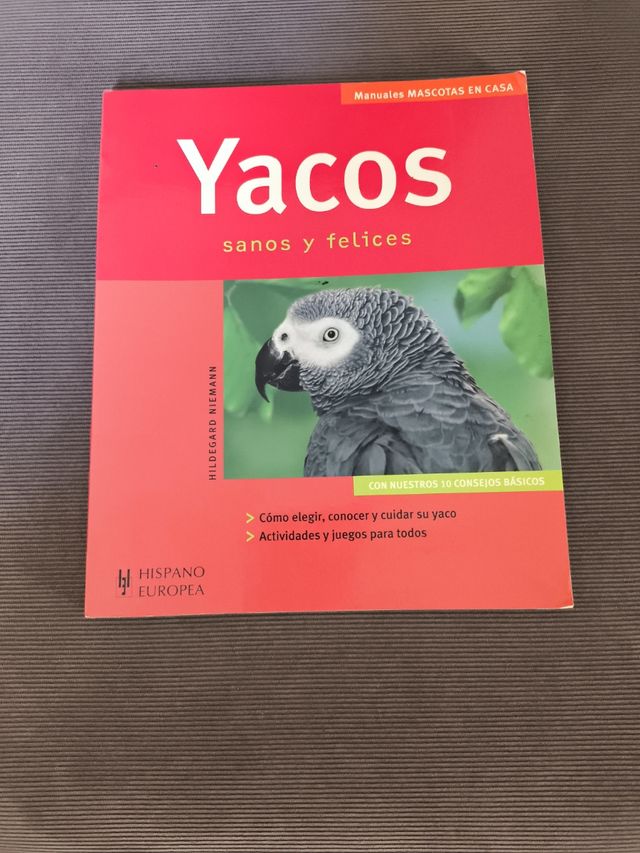 Manuales MASCOTAS EN CASA
Yacos
sanos y felices
HILDEGARD NIEMANN
CON NUESTROS 10 CONSEJOS BÁSICOS
> Cómo elegir, conocer y cuidar su yaco
> Actividades y juegos para todos
HISPANO
EUROPEA